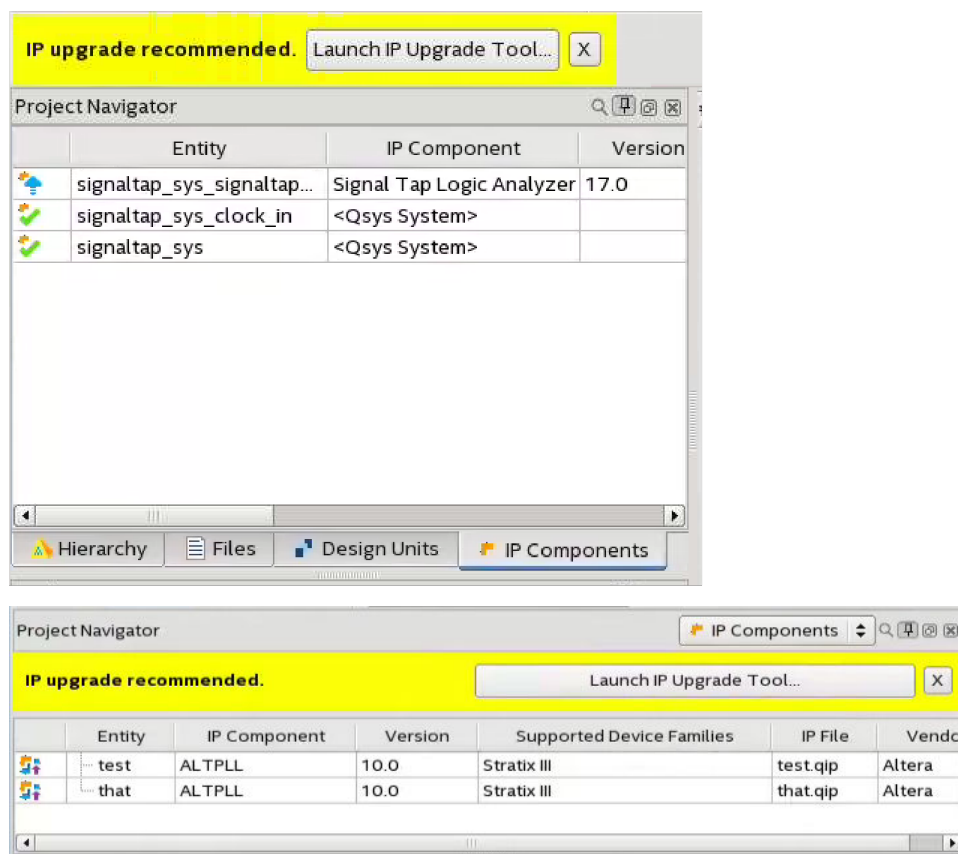 IP upgrade recommended. Launch IP Upgrade Tool... X
Project Navigator
Entity IP Component Version
signaltap_sys_signaltap... Signal Tap Logic Analyzer 17.0
signaltap_sys_clock_in <Qsys System>
signaltap_sys <Qsys System>
Hierarchy Files Design Units IP Components
Project Navigator IP Components
IP upgrade recommended. Launch IP Upgrade Tool... X
Entity IP Component Version Supported Device Families IP File Vendo
test ALTPLL 10.0 Stratix III test.qip Altera
that ALTPLL 10.0 Stratix III that.qip Altera